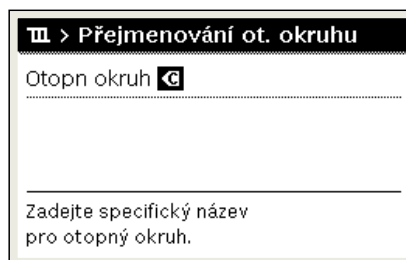 > Přejmenování ot. okruhu
Otopn okruh C
Zadejte specifický název
pro otopný okruh.